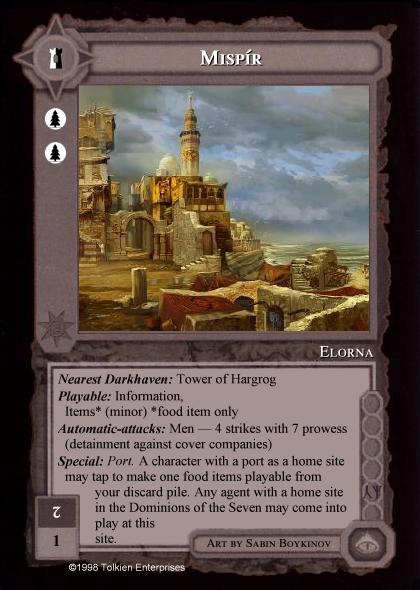 Mispír
Elorna
Nearest Darkhaven: Tower of Hargrog
Playable: Information,
Items* (minor) *food item only
Automatic-attacks: Men — 4 strikes with 7 prowess
(detainment against cover companies)
Special: Port. A character with a port as a home site
may tap to make one food items playable from
your discard pile. Any agent with a home site
in the Dominions of the Seven may come into
play at this
site.
2
1
Art by Sabin Boykinov
©1998 Tolkien Enterprises